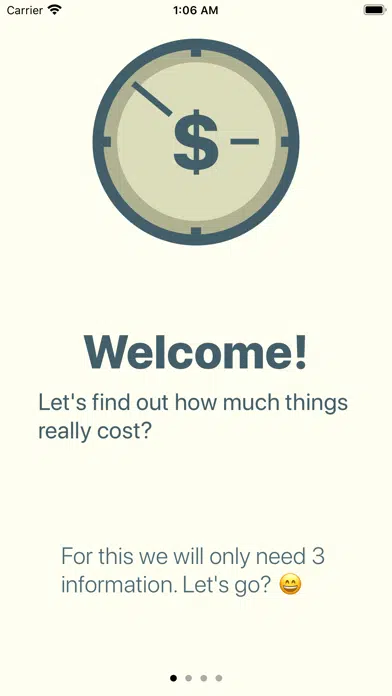 Carrier 1:06 AM
$
Welcome!
Let's find out how much things
really cost?
For this we will only need 3
information. Let's go? 😄